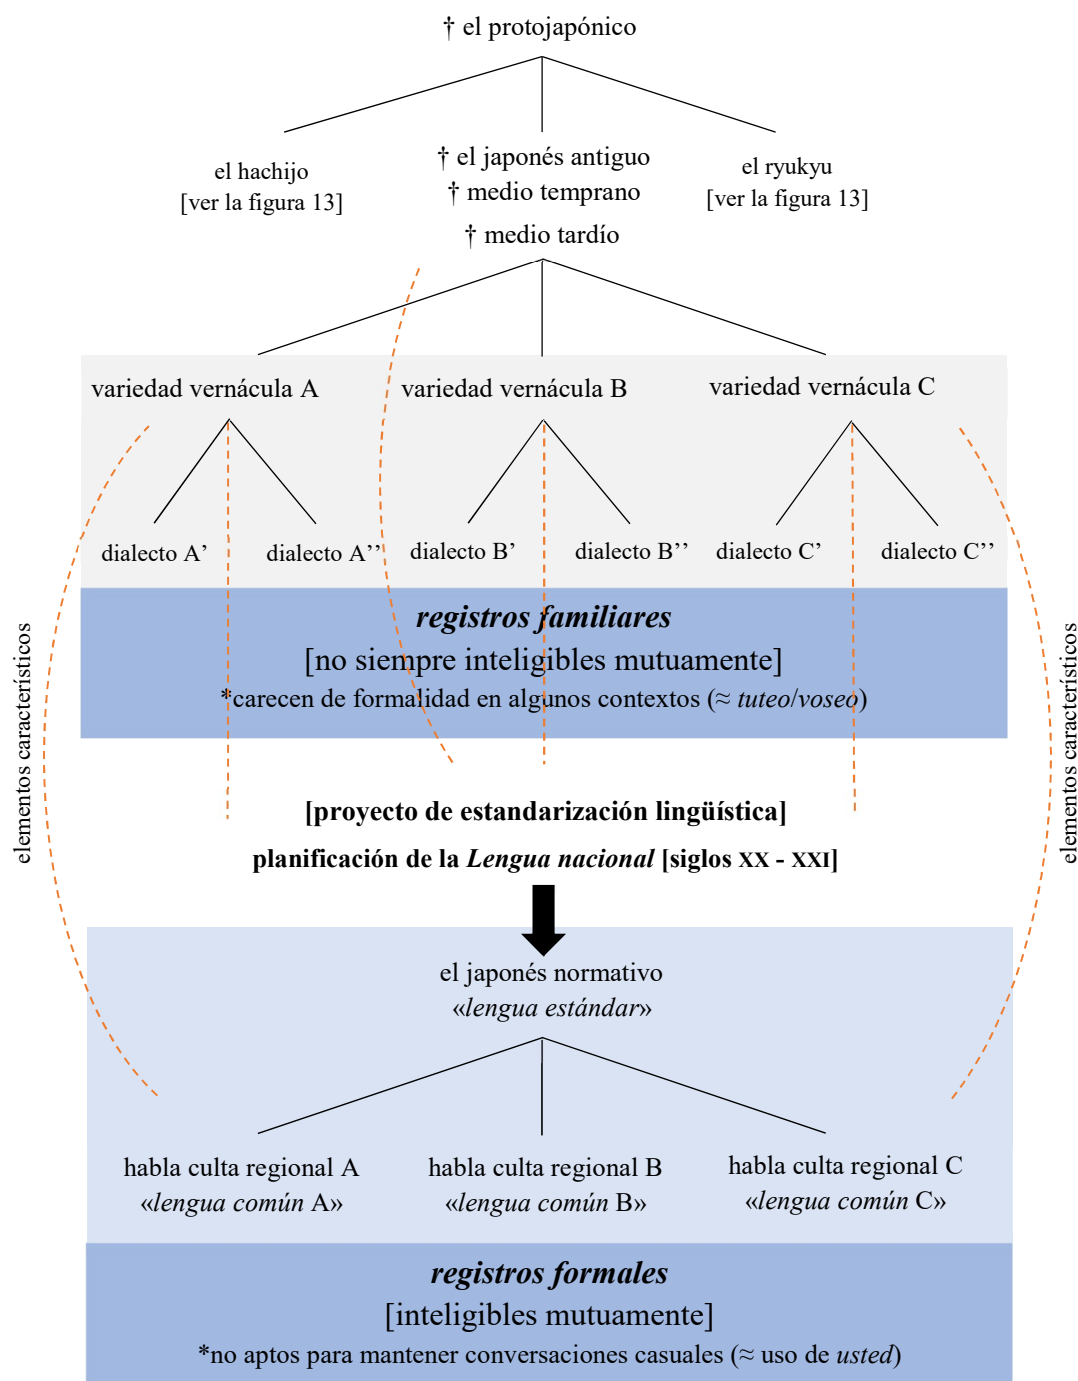 † el protojapónico
el hachijo
[ver la figura 13]
† el japonés antiguo
† medio temprano
† medio tardío
el ryukyu
[ver la figura 13]
variedad vernácula A
variedad vernácula B
variedad vernácula C
dialecto A’
dialecto A’’
dialecto B’
dialecto B’’
dialecto C’
dialecto C’’
registros familiares
[no siempre inteligibles mutuamente]
*carecen de formalidad en algunos contextos (≈ tuteo/voseo)
elementos característicos
elementos característicos
[proyecto de estandarización lingüística]
planificación de la Lengua nacional [siglos XX - XXI]
el japonés normativo
«lengua estándar»
habla culta regional A
«lengua común A»
habla culta regional B
«lengua común B»
habla culta regional C
«lengua común C»
registros formales
[inteligibles mutuamente]
*no aptos para mantener conversaciones casuales (≈ uso de usted)